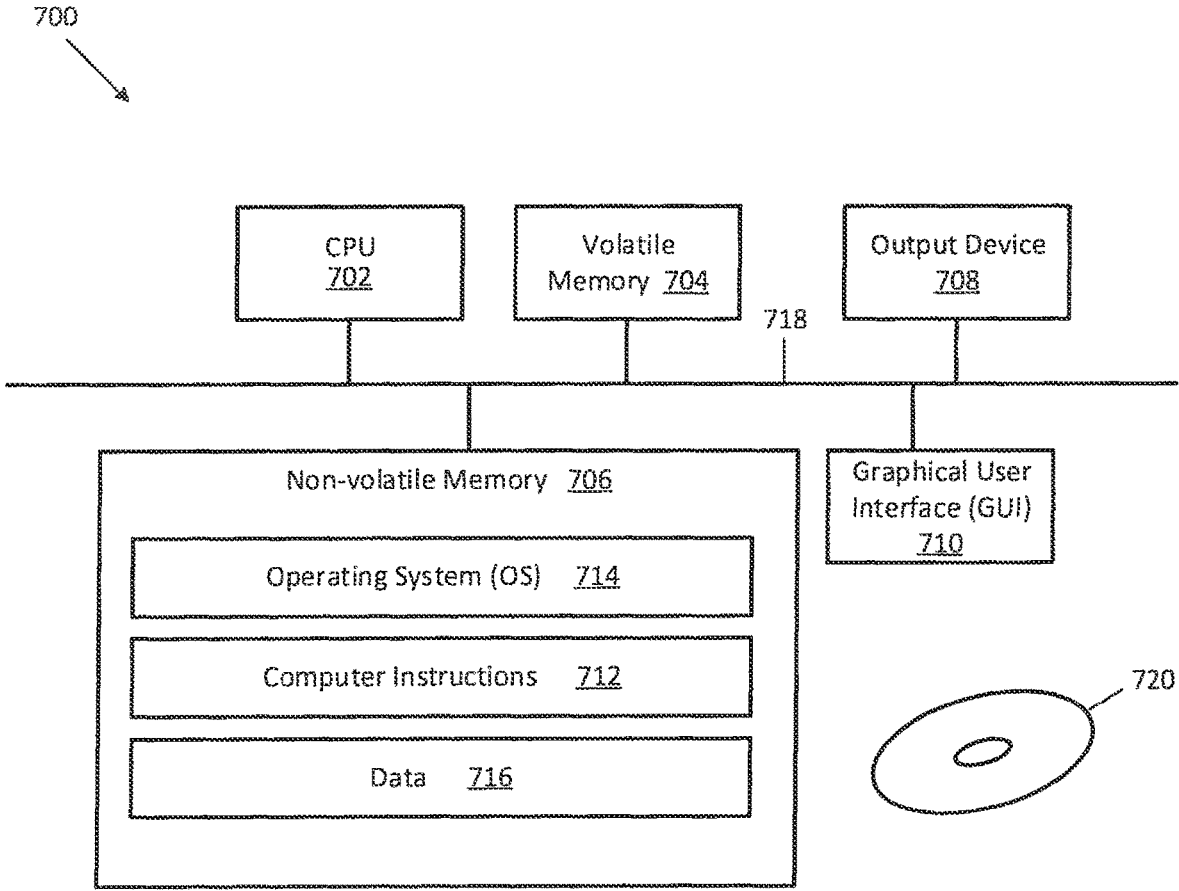 700
CPU
702
Volatile
Memory 704
Output Device
708
718
Non-volatile Memory 706
Operating System (OS) 714
Computer Instructions 712
Data 716
Graphical User
Interface (GUI)
710
720